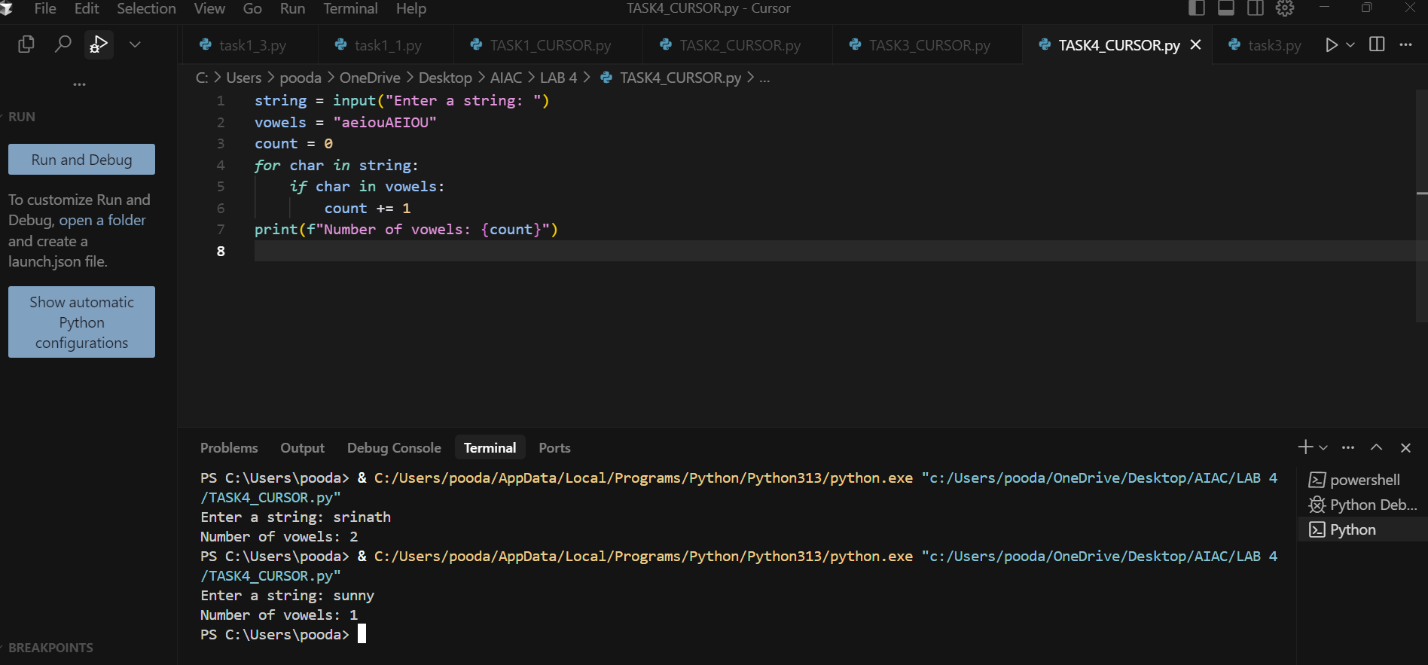 File Edit Selection View Go Run Terminal Help TASK4_CURSOR.py - Cursor
task1_3.py task1_1.py TASK1_CURSOR.py TASK2_CURSOR.py TASK3_CURSOR.py TASK4_CURSOR.py task3.py
...
RUN
Run and Debug
To customize Run and
Debug, open a folder
and create a
launch.json file.
Show automatic
Python
configurations
BREAKPOINTS
C: > Users > pooda > OneDrive > Desktop > AIAC > LAB 4 > TASK4_CURSOR.py > ...
1 string = input("Enter a string: ")
2 vowels = "aeiouAEIOU"
3 count = 0
4 for char in string:
5     if char in vowels:
6         count += 1
7 print(f"Number of vowels: {count}")
8
Problems Output Debug Console Terminal Ports
PS C:\Users\pooda> & C:/Users/pooda/AppData/Local/Programs/Python/Python313/python.exe "c:/Users/pooda/OneDrive/Desktop/AIAC/LAB 4
/TASK4_CURSOR.py"
Enter a string: srinath
Number of vowels: 2
PS C:\Users\pooda> & C:/Users/pooda/AppData/Local/Programs/Python/Python313/python.exe "c:/Users/pooda/OneDrive/Desktop/AIAC/LAB 4
/TASK4_CURSOR.py"
Enter a string: sunny
Number of vowels: 1
PS C:\Users\pooda>
powershell
Python Deb...
Python